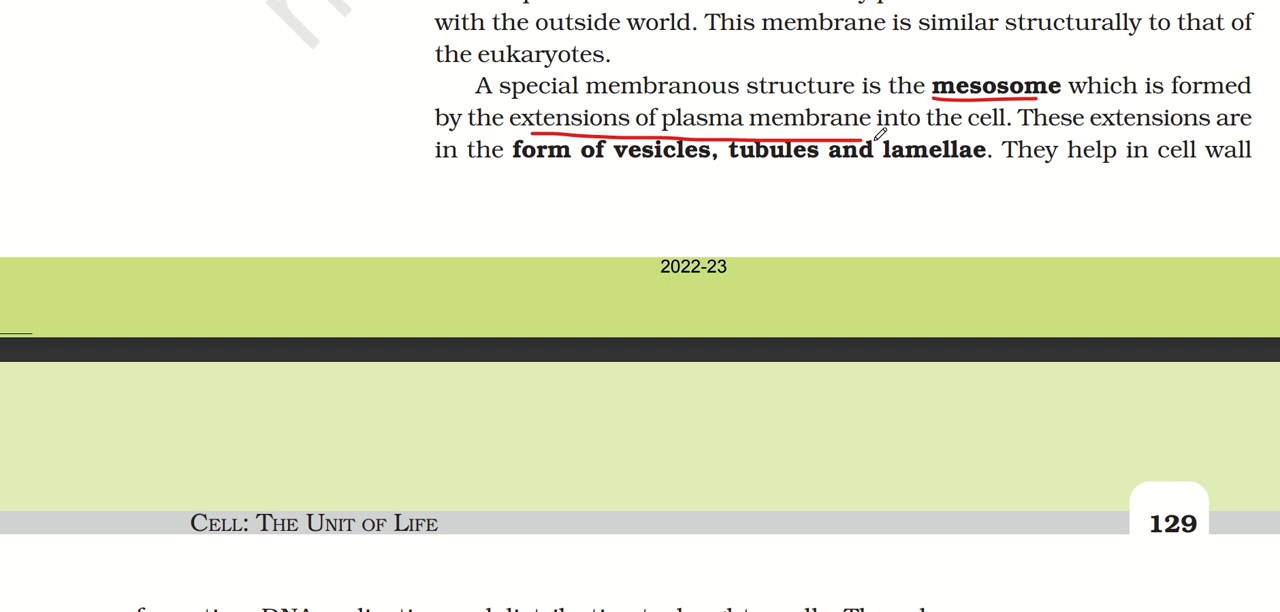 with the outside world. This membrane is similar structurally to that of
the eukaryotes.
A special membranous structure is the mesosome which is formed
by the extensions of plasma membrane into the cell. These extensions are
in the form of vesicles, tubules and lamellae. They help in cell wall
2022-23
CELL: THE UNIT OF LIFE
129